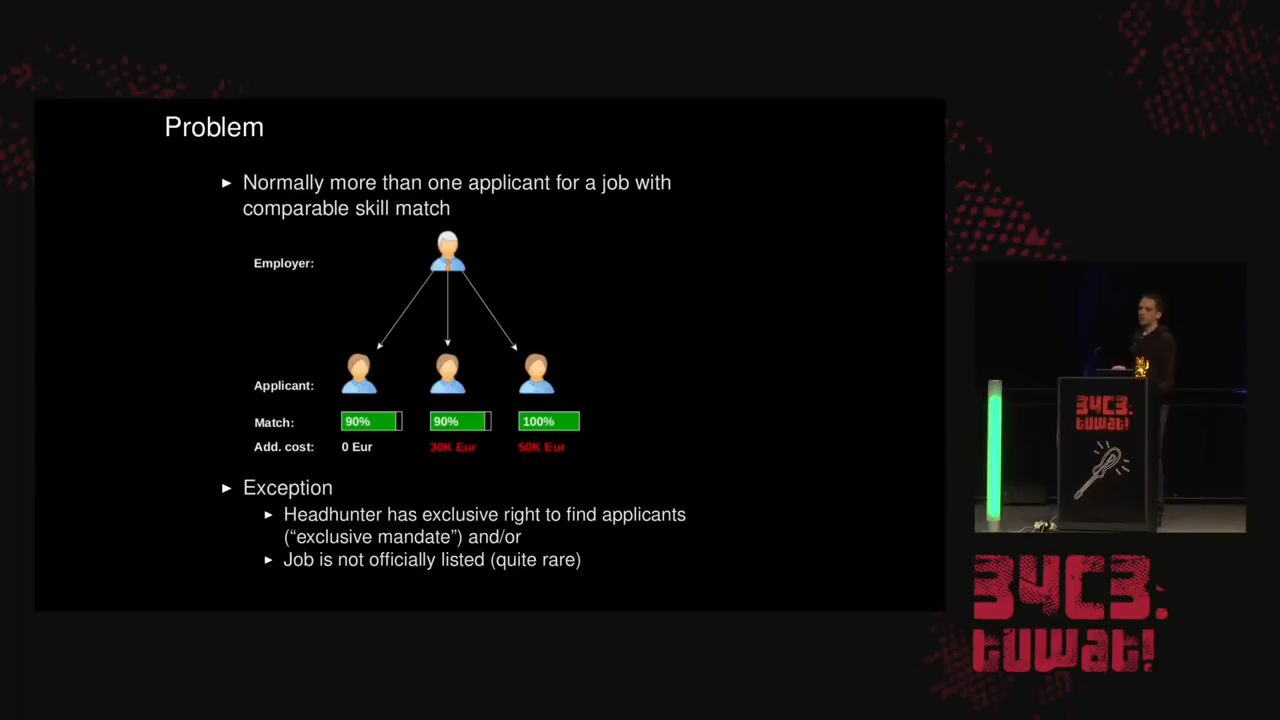 Problem
► Normally more than one applicant for a job with
comparable skill match
Employer:
Applicant:
Match: 90% 90% 100%
Add. cost: 0 Eur 30K Eur 50K Eur
► Exception
► Headhunter has exclusive right to find applicants
(“exclusive mandate”) and/or
► Job is not officially listed (quite rare)
34C3.
tuwat!
34C3.
tuwat!